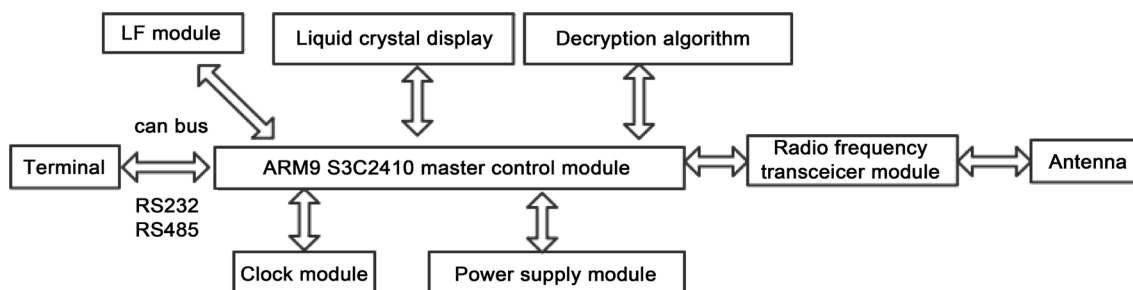 LF module
Liquid crystal display
Decryption algorithm
can bus
Terminal
ARM9 S3C2410 master control module
Radio frequency
transceicer module
Antenna
RS232
RS485
Clock module
Power supply module